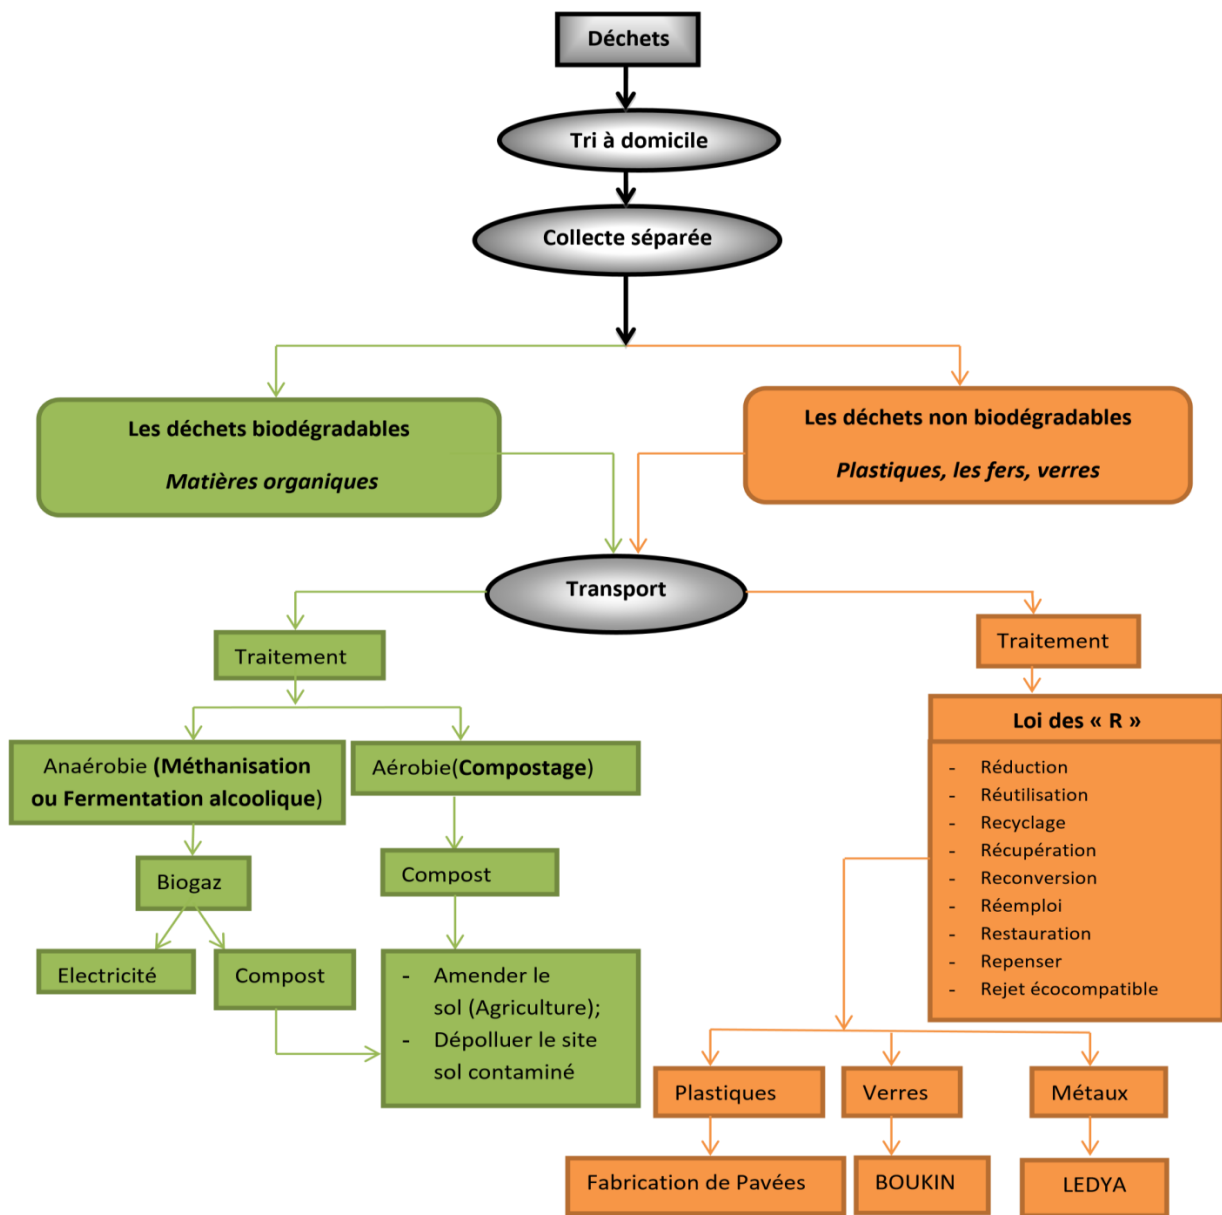 Déchets
Tri à domicile
Collecte séparée
Les déchets biodégradables
Matières organiques
Les déchets non biodégradables
Plastiques, les fers, verres
Transport
Traitement
Traitement
Anaérobie (Méthanisation
ou Fermentation alcoolique)
Aérobie(Compostage)
Biogaz
Compost
Electricité
Compost
- Amender le
sol (Agriculture);
- Dépolluer le site
sol contaminé
Loi des « R »
- Réduction
- Réutilisation
- Recyclage
- Récupération
- Reconversion
- Réemploi
- Restauration
- Repenser
- Rejet écocompatible
Plastiques
Verres
Métaux
Fabrication de Pavées
BOUKIN
LEDYA